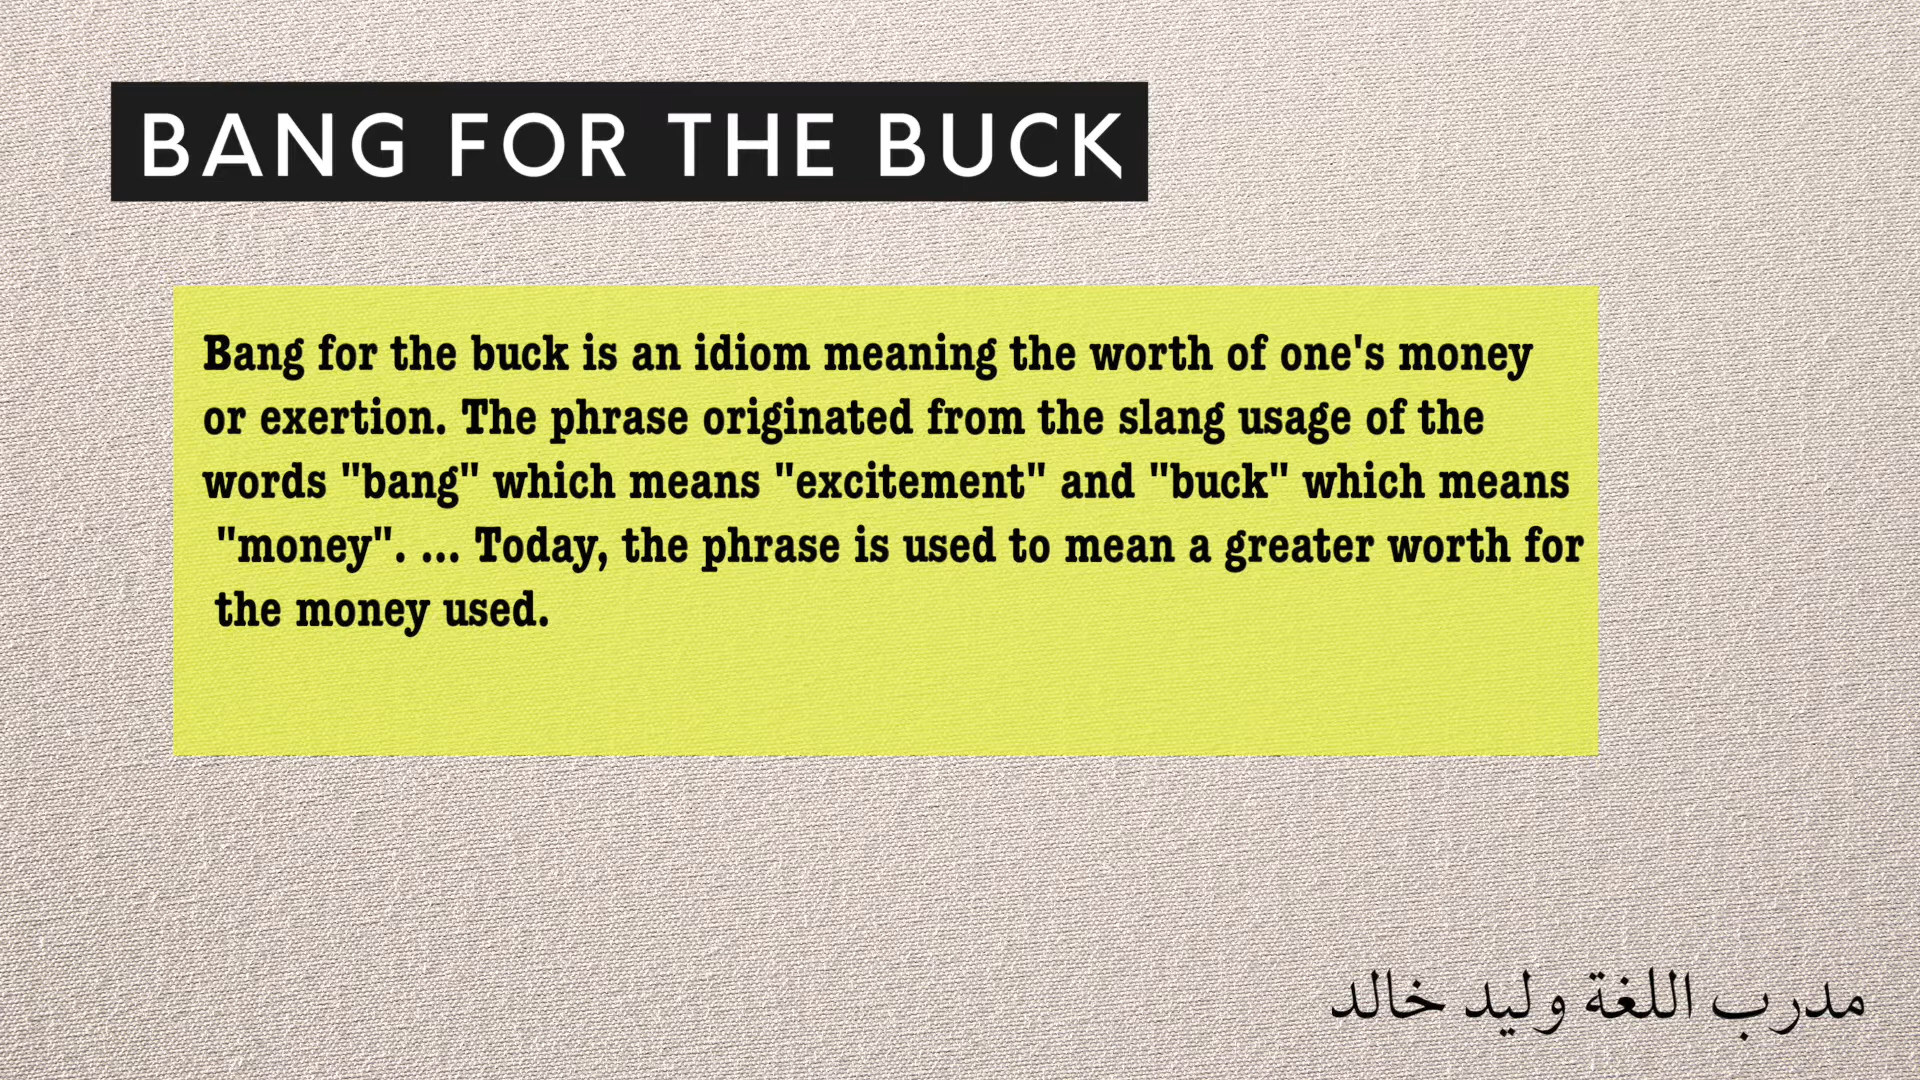 BANG FOR THE BUCK
Bang for the buck is an idiom meaning the worth of one's money
or exertion. The phrase originated from the slang usage of the
words "bang" which means "excitement" and "buck" which means
"money". ... Today, the phrase is used to mean a greater worth for
the money used.
مدرب اللغة وليد خالد